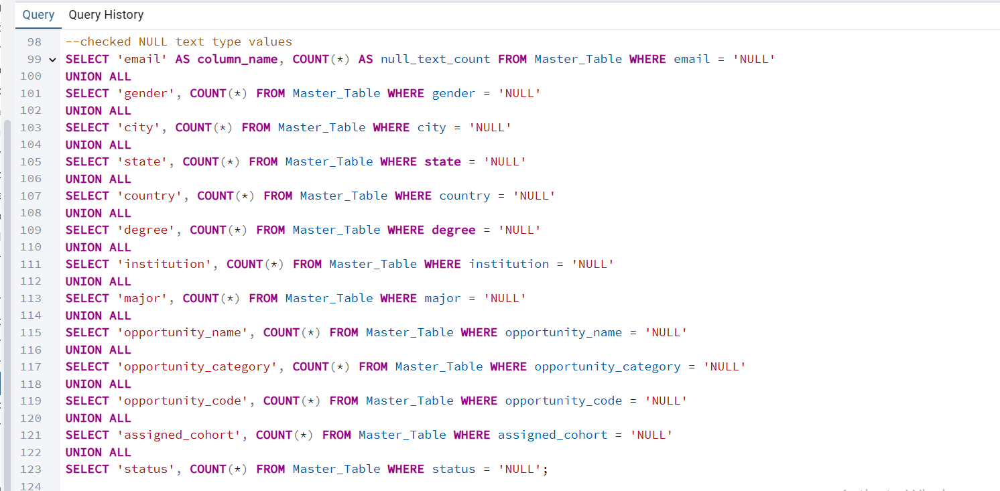 Query Query History
98 --checked NULL text type values
99 SELECT 'email' AS column_name, COUNT(*) AS null_text_count FROM Master_Table WHERE email = 'NULL'
100 UNION ALL
101 SELECT 'gender', COUNT(*) FROM Master_Table WHERE gender = 'NULL'
102 UNION ALL
103 SELECT 'city', COUNT(*) FROM Master_Table WHERE city = 'NULL'
104 UNION ALL
105 SELECT 'state', COUNT(*) FROM Master_Table WHERE state = 'NULL'
106 UNION ALL
107 SELECT 'country', COUNT(*) FROM Master_Table WHERE country = 'NULL'
108 UNION ALL
109 SELECT 'degree', COUNT(*) FROM Master_Table WHERE degree = 'NULL'
110 UNION ALL
111 SELECT 'institution', COUNT(*) FROM Master_Table WHERE institution = 'NULL'
112 UNION ALL
113 SELECT 'major', COUNT(*) FROM Master_Table WHERE major = 'NULL'
114 UNION ALL
115 SELECT 'opportunity_name', COUNT(*) FROM Master_Table WHERE opportunity_name = 'NULL'
116 UNION ALL
117 SELECT 'opportunity_category', COUNT(*) FROM Master_Table WHERE opportunity_category = 'NULL'
118 UNION ALL
119 SELECT 'opportunity_code', COUNT(*) FROM Master_Table WHERE opportunity_code = 'NULL'
120 UNION ALL
121 SELECT 'assigned_cohort', COUNT(*) FROM Master_Table WHERE assigned_cohort = 'NULL'
122 UNION ALL
123 SELECT 'status', COUNT(*) FROM Master_Table WHERE status = 'NULL';
124